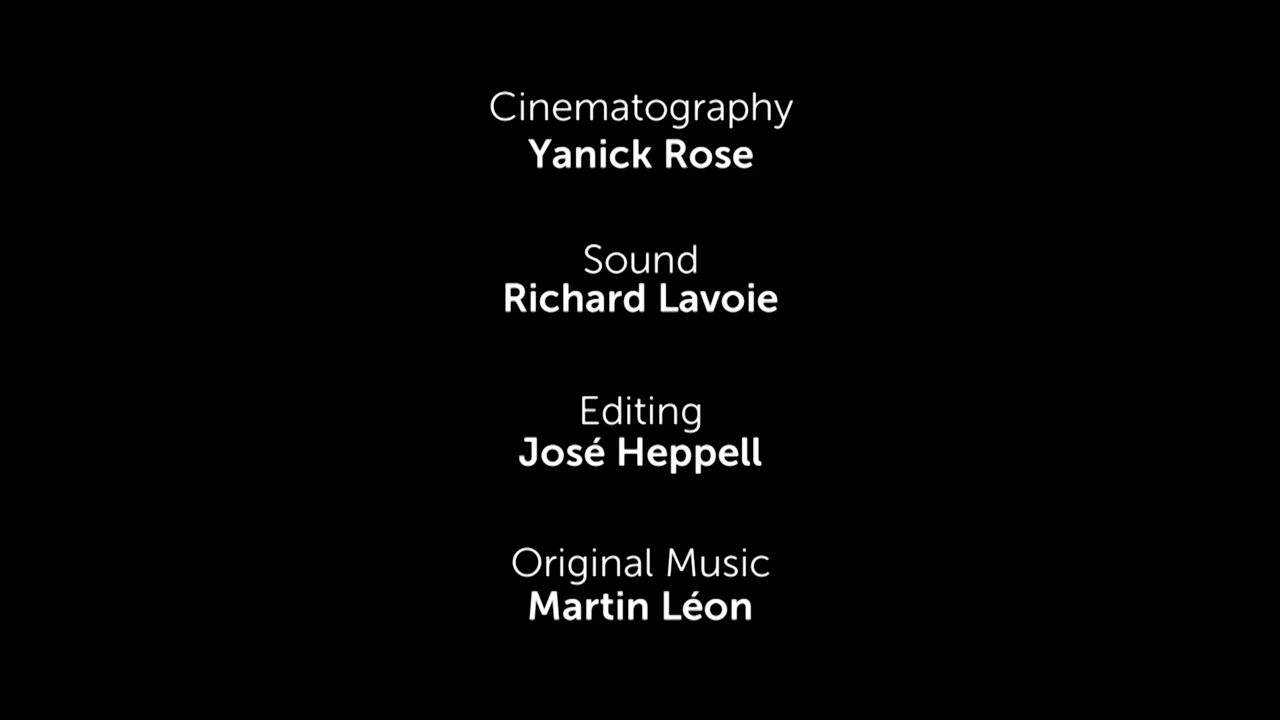 Cinematography
Yanick Rose
Sound
Richard Lavoie
Editing
José Heppell
Original Music
Martin Léon